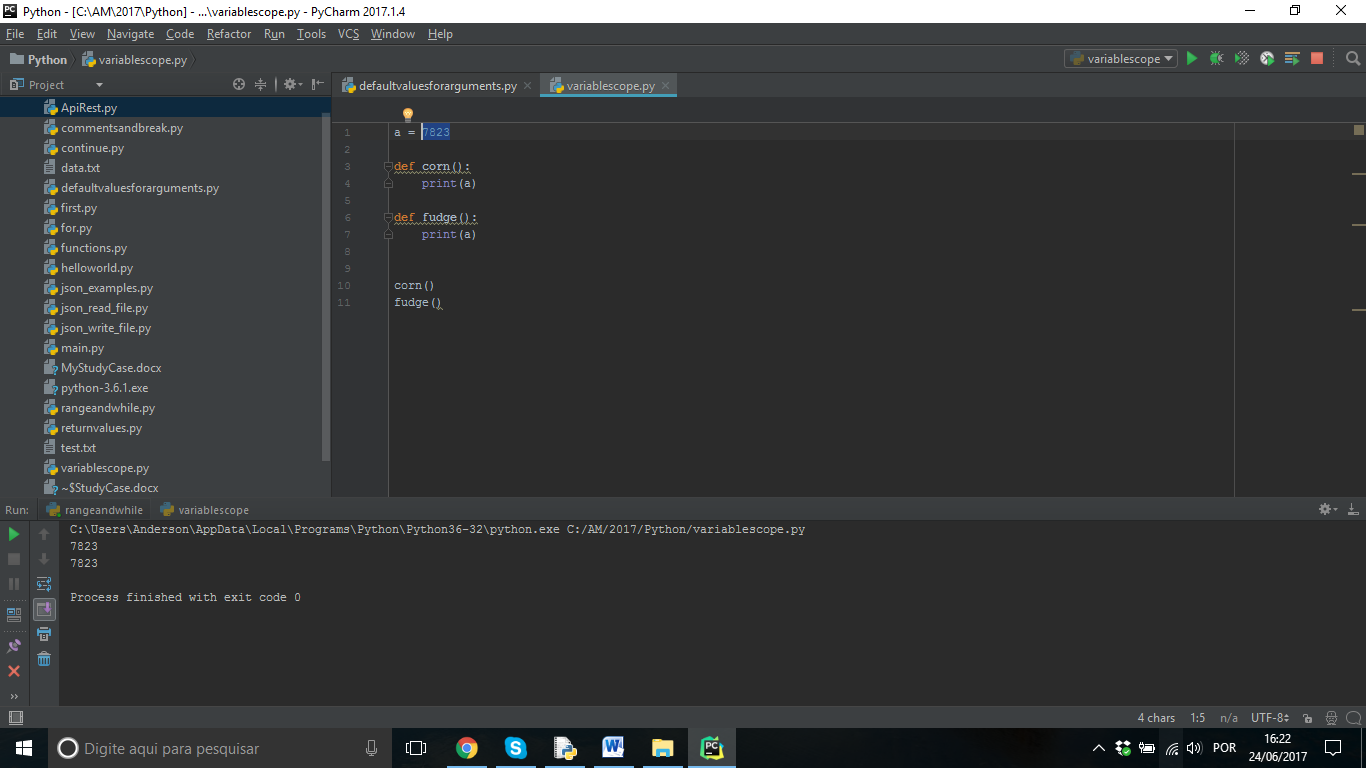 Python - [C:\AM\2017\Python] - ...\variablescope.py - PyCharm 2017.1.4
File Edit View Navigate Code Refactor Run Tools VCS Window Help
Python variablescope.py variablescope
Project defaultvaluesforarguments.py variablescope.py
ApiRest.py
commentsandbreak.py
continue.py
data.txt
defaultvaluesforarguments.py
first.py
for.py
functions.py
helloworld.py
json_examples.py
json_read_file.py
json_write_file.py
main.py
MyStudyCase.docx
python-3.6.1.exe
rangeandwhile.py
returnvalues.py
test.txt
variablescope.py
~$StudyCase.docx
1 a = 7823
2
3 def corn():
4 print(a)
5
6 def fudge():
7 print(a)
8
9
10 corn()
11 fudge()
Run: rangeandwhile variablescope
C:\Users\Anderson\AppData\Local\Programs\Python\Python36-32\python.exe C:/AM/2017/Python/variablescope.py
7823
7823
Process finished with exit code 0
4 chars 1:5 n/a UTF-8
Digite aqui para pesquisar
POR
16:22
24/06/2017